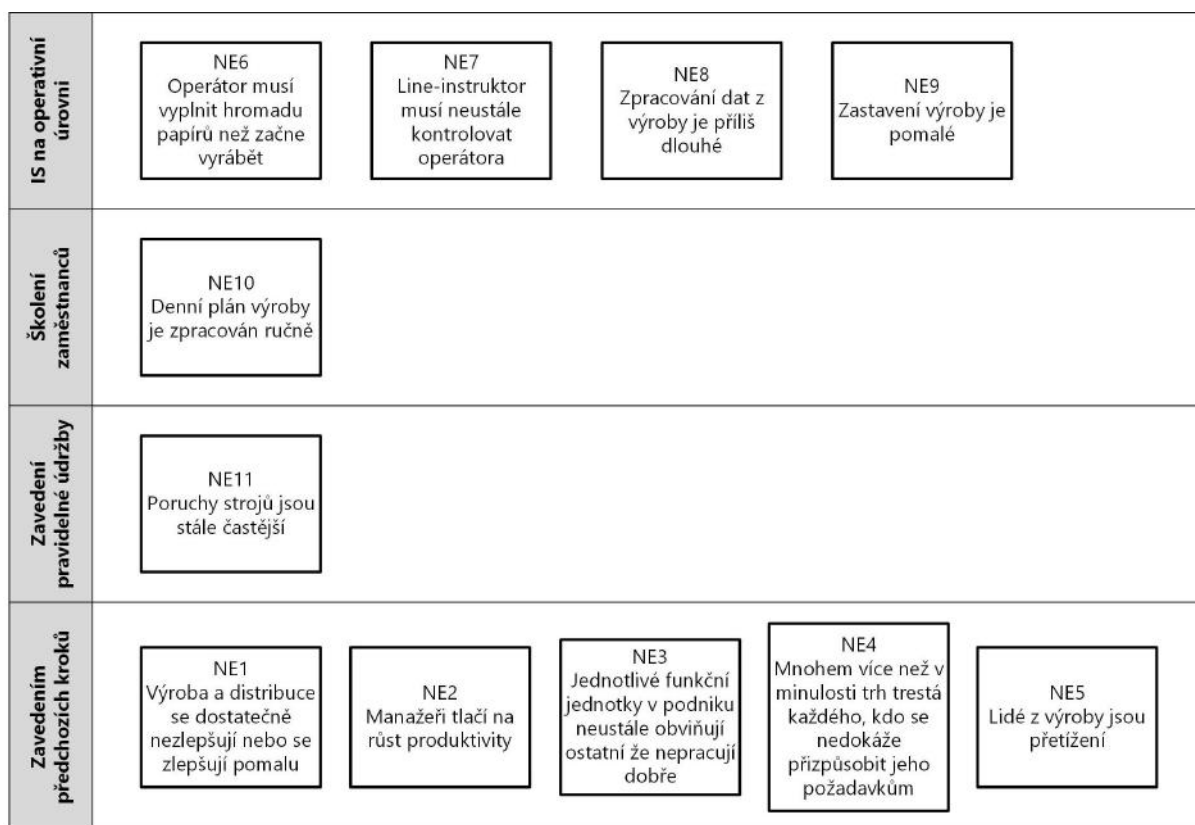 IS na operativní
úrovni
NE6
Operátor musí
vyplnit hromadu
papírů než začne
vyrábět
NE7
Line-instruktor
musí neustále
kontrolovat
operátora
NE8
Zpracování dat z
výroby je příliš
dlouhé
NE9
Zastavení výroby je
pomalé
Školení
zaměstnanců
NE10
Denní plán výroby
je zpracován ručně
Zavedení
pravidelné údržby
NE11
Poruchy strojů jsou
stále častější
Zavedením
předchozích kroků
NE1
Výroba a distribuce
se dostatečně
nezlepšují nebo se
zlepšují pomalu
NE2
Manažeři tlačí na
růst produktivity
NE3
Jednotlivé funkční
jednotky v podniku
neustále obviňují
ostatní že nepracují
dobře
NE4
Mnohem více než v
minulosti trh trestá
každého, kdo se
nedokáže
přizpůsobit jeho
požadavkům
NE5
Lidé z výroby jsou
přetížení